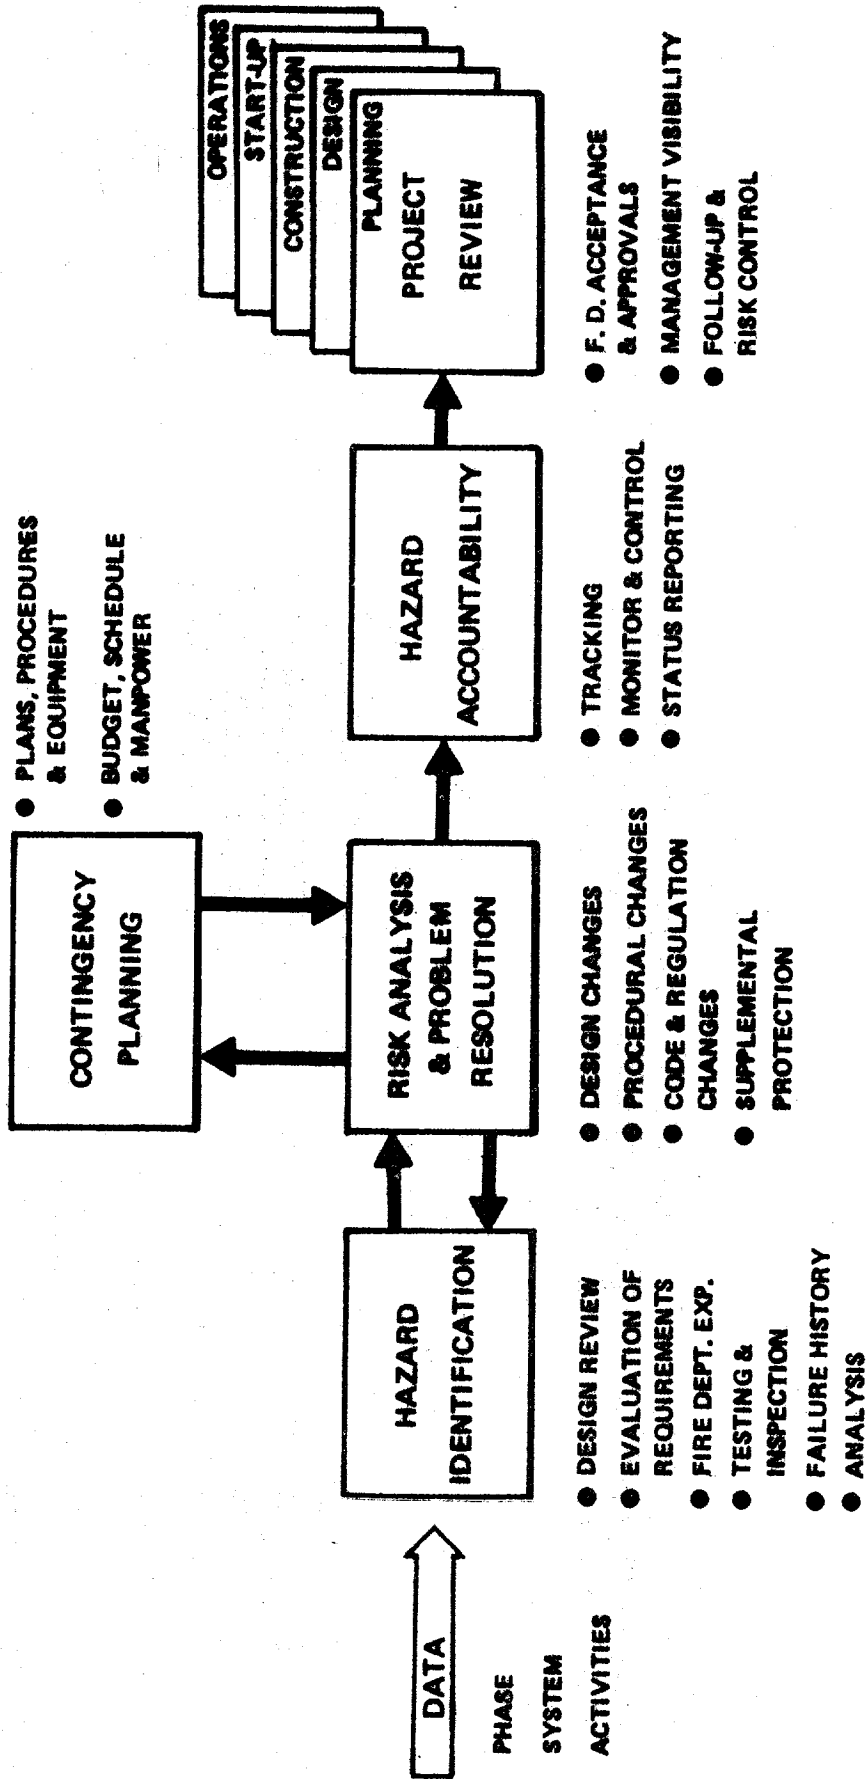 ● PLANS, PROCEDURES
& EQUIPMENT
● BUDGET, SCHEDULE
& MANPOWER
CONTINGENCY
PLANNING
OPERATIONS
START-UP
CONSTRUCTION
DESIGN
PLANNING
PROJECT
REVIEW
DATA
HAZARD
IDENTIFICATION
RISK ANALYSIS
& PROBLEM
RESOLUTION
HAZARD
ACCOUNTABILITY
PHASE
SYSTEM
ACTIVITIES
● DESIGN REVIEW
● EVALUATION OF
REQUIREMENTS
● FIRE DEPT. EXP.
● TESTING &
INSPECTION
● FAILURE HISTORY
● ANALYSIS
● DESIGN CHANGES
● PROCEDURAL CHANGES
● CODE & REGULATION
CHANGES
● SUPPLEMENTAL
PROTECTION
● TRACKING
● MONITOR & CONTROL
● STATUS REPORTING
● F. D. ACCEPTANCE
& APPROVALS
● MANAGEMENT VISIBILITY
● FOLLOW-UP &
RISK CONTROL